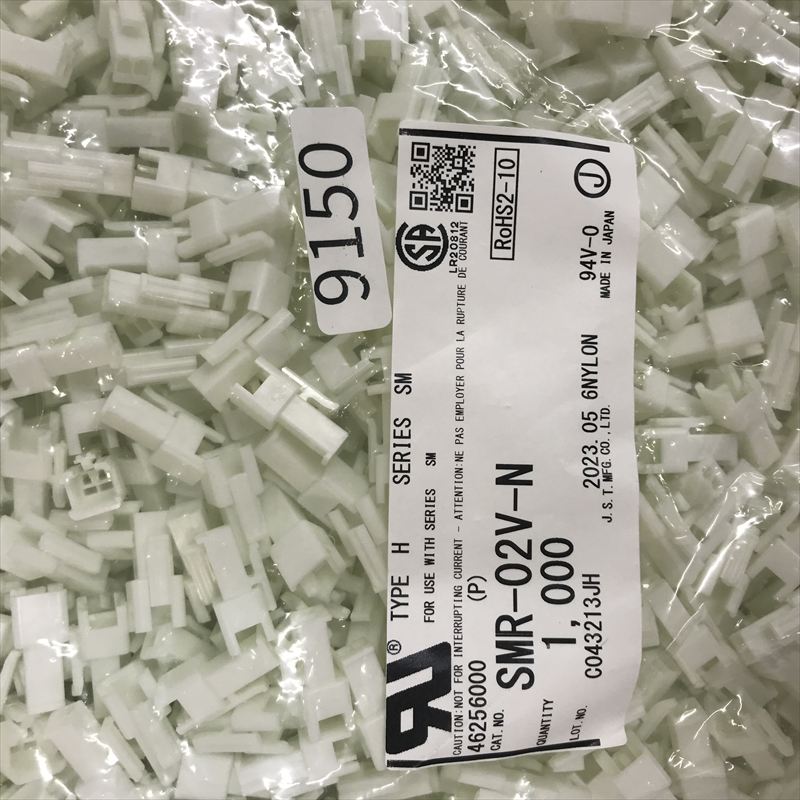 9150
TYPE H SERIES SM
FOR USE WITH SERIES SM
CAUTION:NOT FOR INTERRUPTING CURRENT - ATTENTION:NE PAS EMPLOYER POUR LA RUPTURE DE COURANT
LR20812
RoHS2-10
J
46256000 (P)
CAT.NO. SMR-02V-N
QUANTITY 1,000
2023.05 6NYLON 94V-0
LOT.NO. C043213JH
J.S.T.MFG.CO.,LTD. MADE IN JAPAN